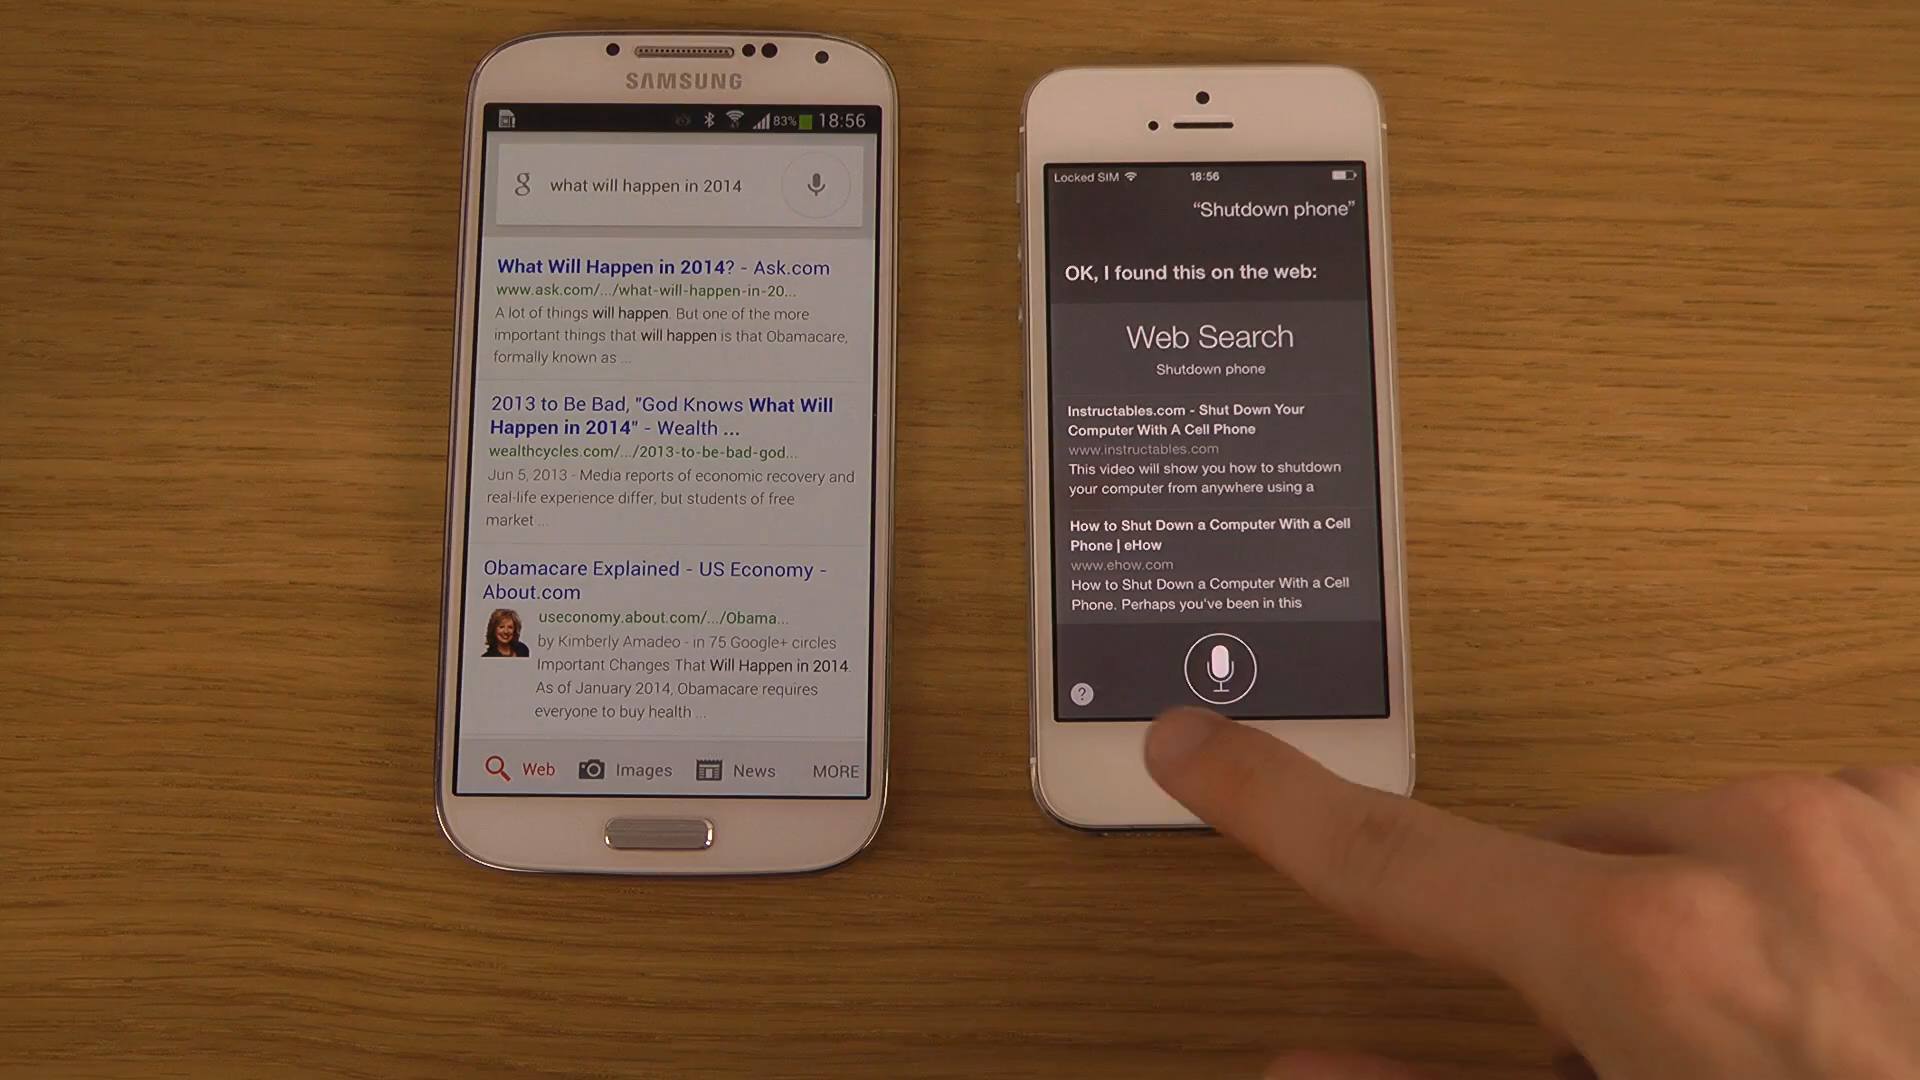 SAMSUNG
83% 18:56
g what will happen in 2014
What Will Happen in 2014? - Ask.com
www.ask.com/.../what-will-happen-in-20...
A lot of things will happen. But one of the more
important things that will happen is that Obamacare,
formally known as ...
2013 to Be Bad, "God Knows What Will
Happen in 2014" - Wealth ...
wealthcycles.com/.../2013-to-be-bad-god...
Jun 5, 2013 - Media reports of economic recovery and
real-life experience differ, but students of free
market ...
Obamacare Explained - US Economy -
About.com
useconomy.about.com/.../Obama...
by Kimberly Amadeo - in 75 Google+ circles
Important Changes That Will Happen in 2014.
As of January 2014, Obamacare requires
everyone to buy health ...
Web Images News MORE
Locked SIM 18:56
“Shutdown phone”
OK, I found this on the web:
Web Search
Shutdown phone
Instructables.com - Shut Down Your
Computer With A Cell Phone
www.instructables.com
This video will show you how to shutdown
your computer from anywhere using a
How to Shut Down a Computer With a Cell
Phone | eHow
www.ehow.com
How to Shut Down a Computer With a Cell
Phone. Perhaps you've been in this
?